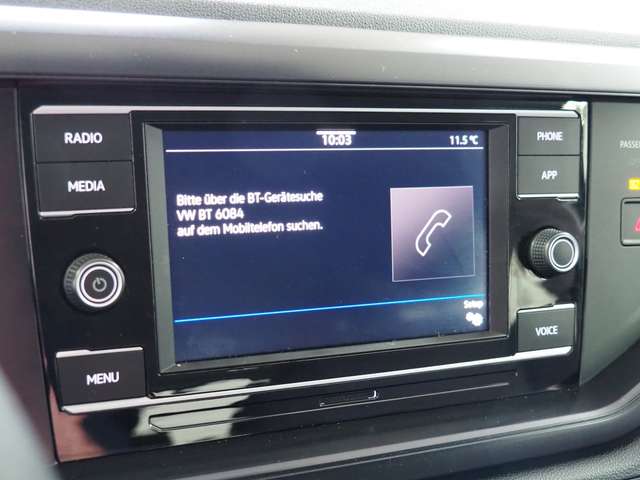 10:03
11.5 °C
RADIO
MEDIA
MENU
Bitte über die BT-Gerätesuche
VW BT 6084
auf dem Mobiltelefon suchen.
Setup
PHONE
APP
VOICE